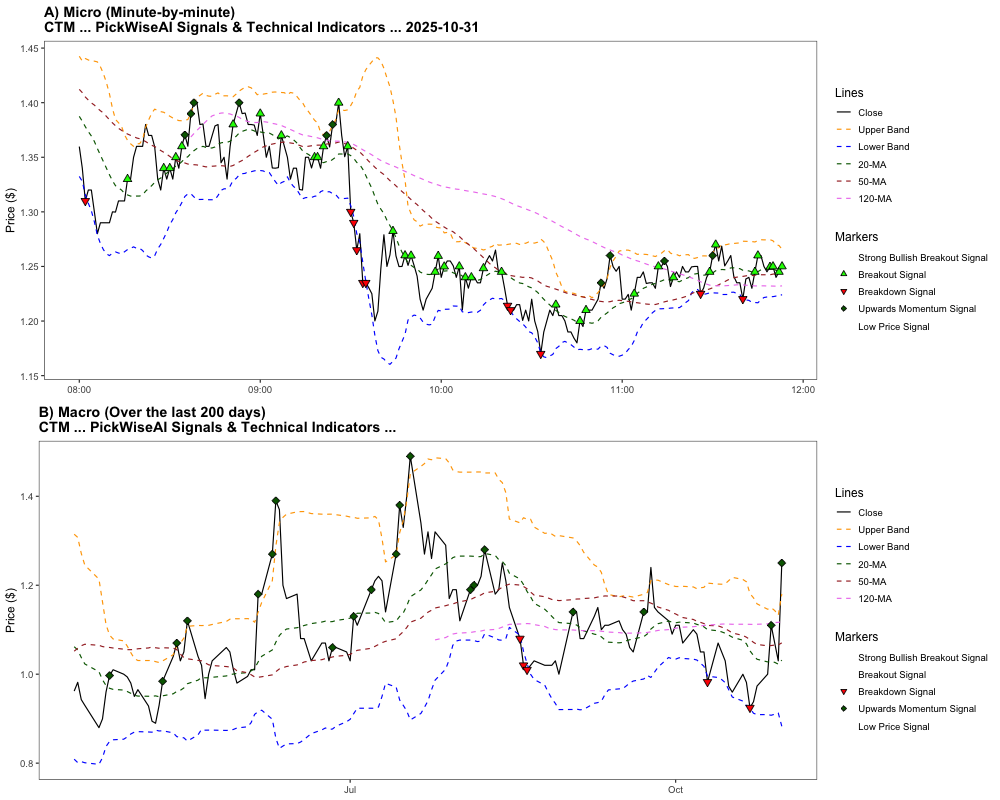 A) Micro (Minute-by-minute)
CTM ... PickWiseAI Signals & Technical Indicators ... 2025-10-31
1.45
1.40
1.35
1.30
1.25
1.20
1.15
Price ($)
08:00
09:00
10:00
11:00
12:00
Lines
Close
Upper Band
Lower Band
20-MA
50-MA
120-MA
Markers
Strong Bullish Breakout Signal
Breakout Signal
Breakdown Signal
Upwards Momentum Signal
Low Price Signal
B) Macro (Over the last 200 days)
CTM ... PickWiseAI Signals & Technical Indicators ...
1.4
1.2
1.0
0.8
Price ($)
Jul
Oct
Lines
Close
Upper Band
Lower Band
20-MA
50-MA
120-MA
Markers
Strong Bullish Breakout Signal
Breakout Signal
Breakdown Signal
Upwards Momentum Signal
Low Price Signal